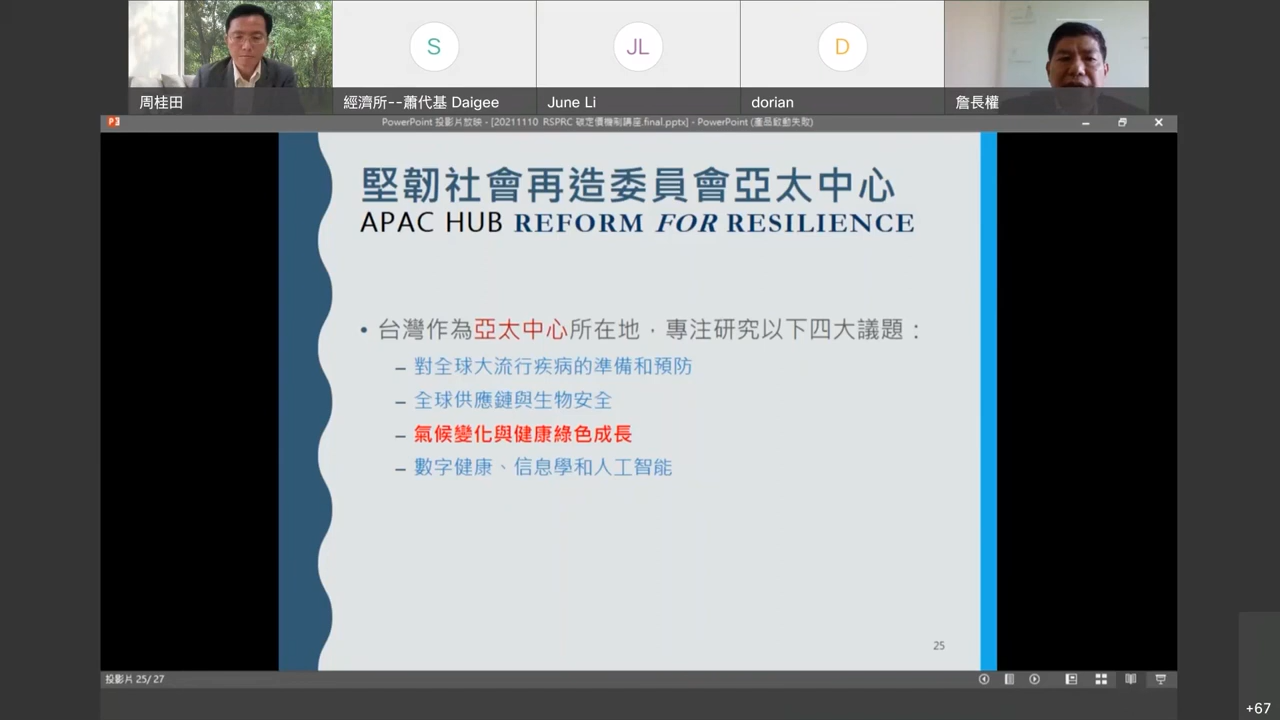 S
JL
D
周桂田
經濟所--蕭代基 Daigee
June Li
dorian
詹長權
PowerPoint 投影片放映 - [20211110 RSPRC 碳定價機制講座.final.pptx] - PowerPoint (產品啟動失敗)
堅韌社會再造委員會亞太中心
APAC HUB REFORM FOR RESILIENCE
• 台灣作為亞太中心所在地，專注研究以下四大議題：
– 對全球大流行疾病的準備和預防
– 全球供應鏈與生物安全
– 氣候變化與健康綠色成長
– 數字健康、信息學和人工智能
25
投影片 25/ 27
+67